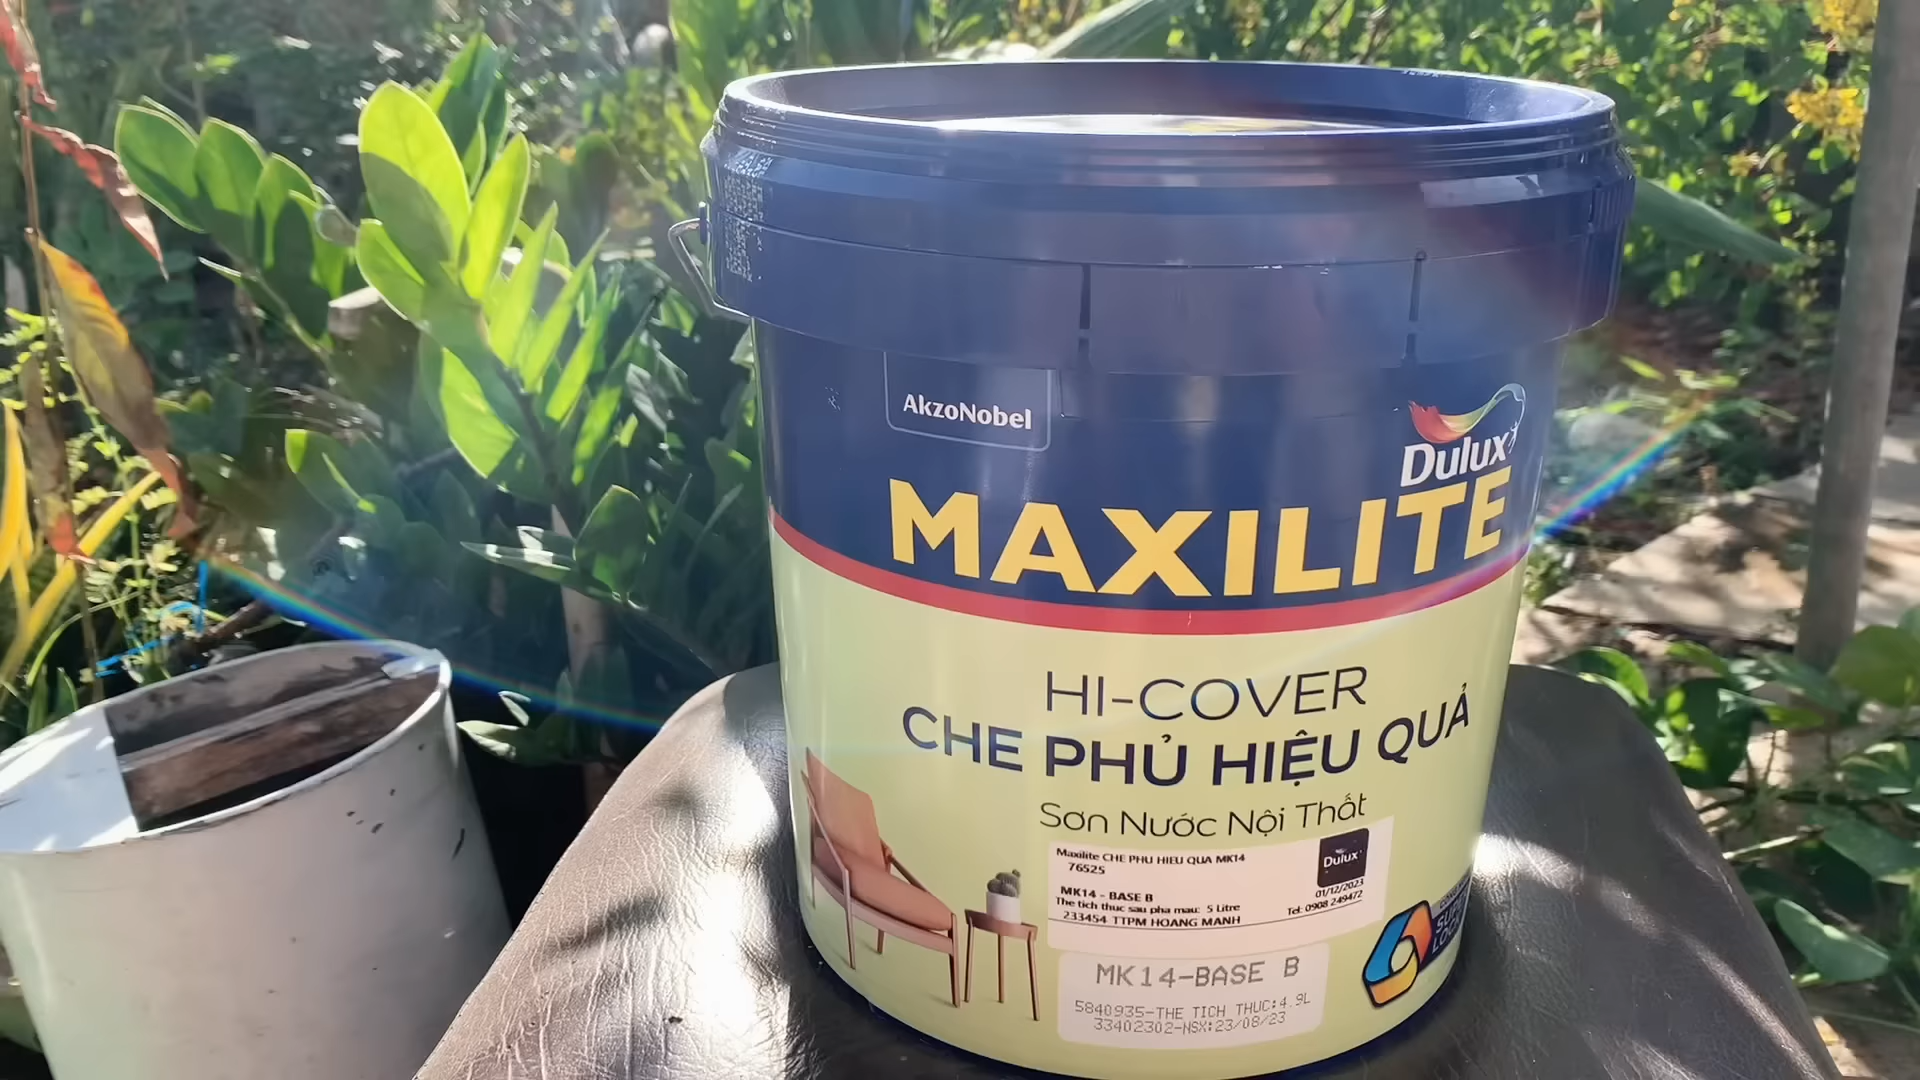 AkzoNobel
Dulux
MAXILITE
HI-COVER
CHE PHỦ HIỆU QUẢ
Sơn Nước Nội Thất
Maxilite CHE PHU HIEU QUA MK14
76525
Dulux
01/12/2023
MK14 - BASE B
The tich thuc sau pha mau: 5 Litre
Tel: 0908 249472
233454 TTPM HOANG MANH
MK14-BASE B
5840935-THE TICH THUC:4.9L
33402302-NSX:23/08/23